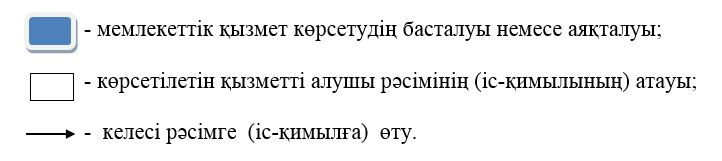 - мемлекеттік қызмет көрсетудің басталуы немесе аяқталуы;
- көрсетілетін қызметті алушы рәсімінің (іс-қимылының) атауы;
- келесі рәсімге (іс-қимылға) өту.